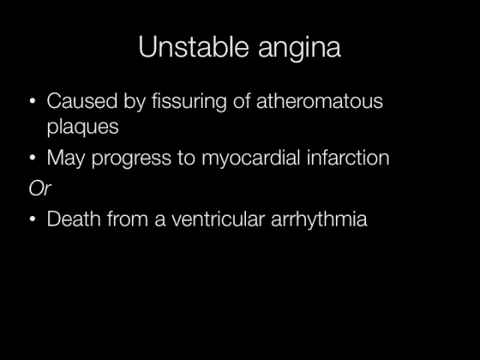 Unstable angina
• Caused by fissuring of atheromatous
plaques
• May progress to myocardial infarction
Or
• Death from a ventricular arrhythmia